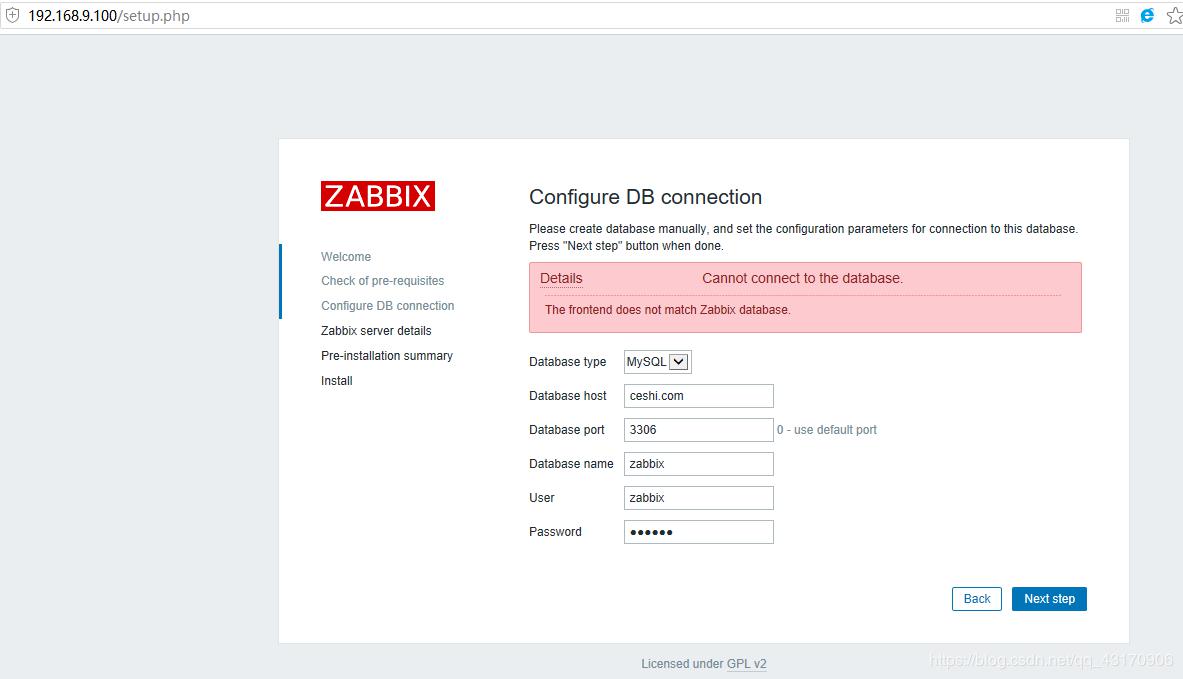 192.168.9.100/setup.php
ZABBIX
Welcome
Check of pre-requisites
Configure DB connection
Zabbix server details
Pre-installation summary
Install
Configure DB connection
Please create database manually, and set the configuration parameters for connection to this database.
Press "Next step" button when done.
Details Cannot connect to the database.
The frontend does not match Zabbix database.
Database type MySQL
Database host ceshi.com
Database port 3306 0 - use default port
Database name zabbix
User zabbix
Password ●●●●●●
Back Next step
Licensed under GPL v2
https://blog.csdn.net/qq_43170906